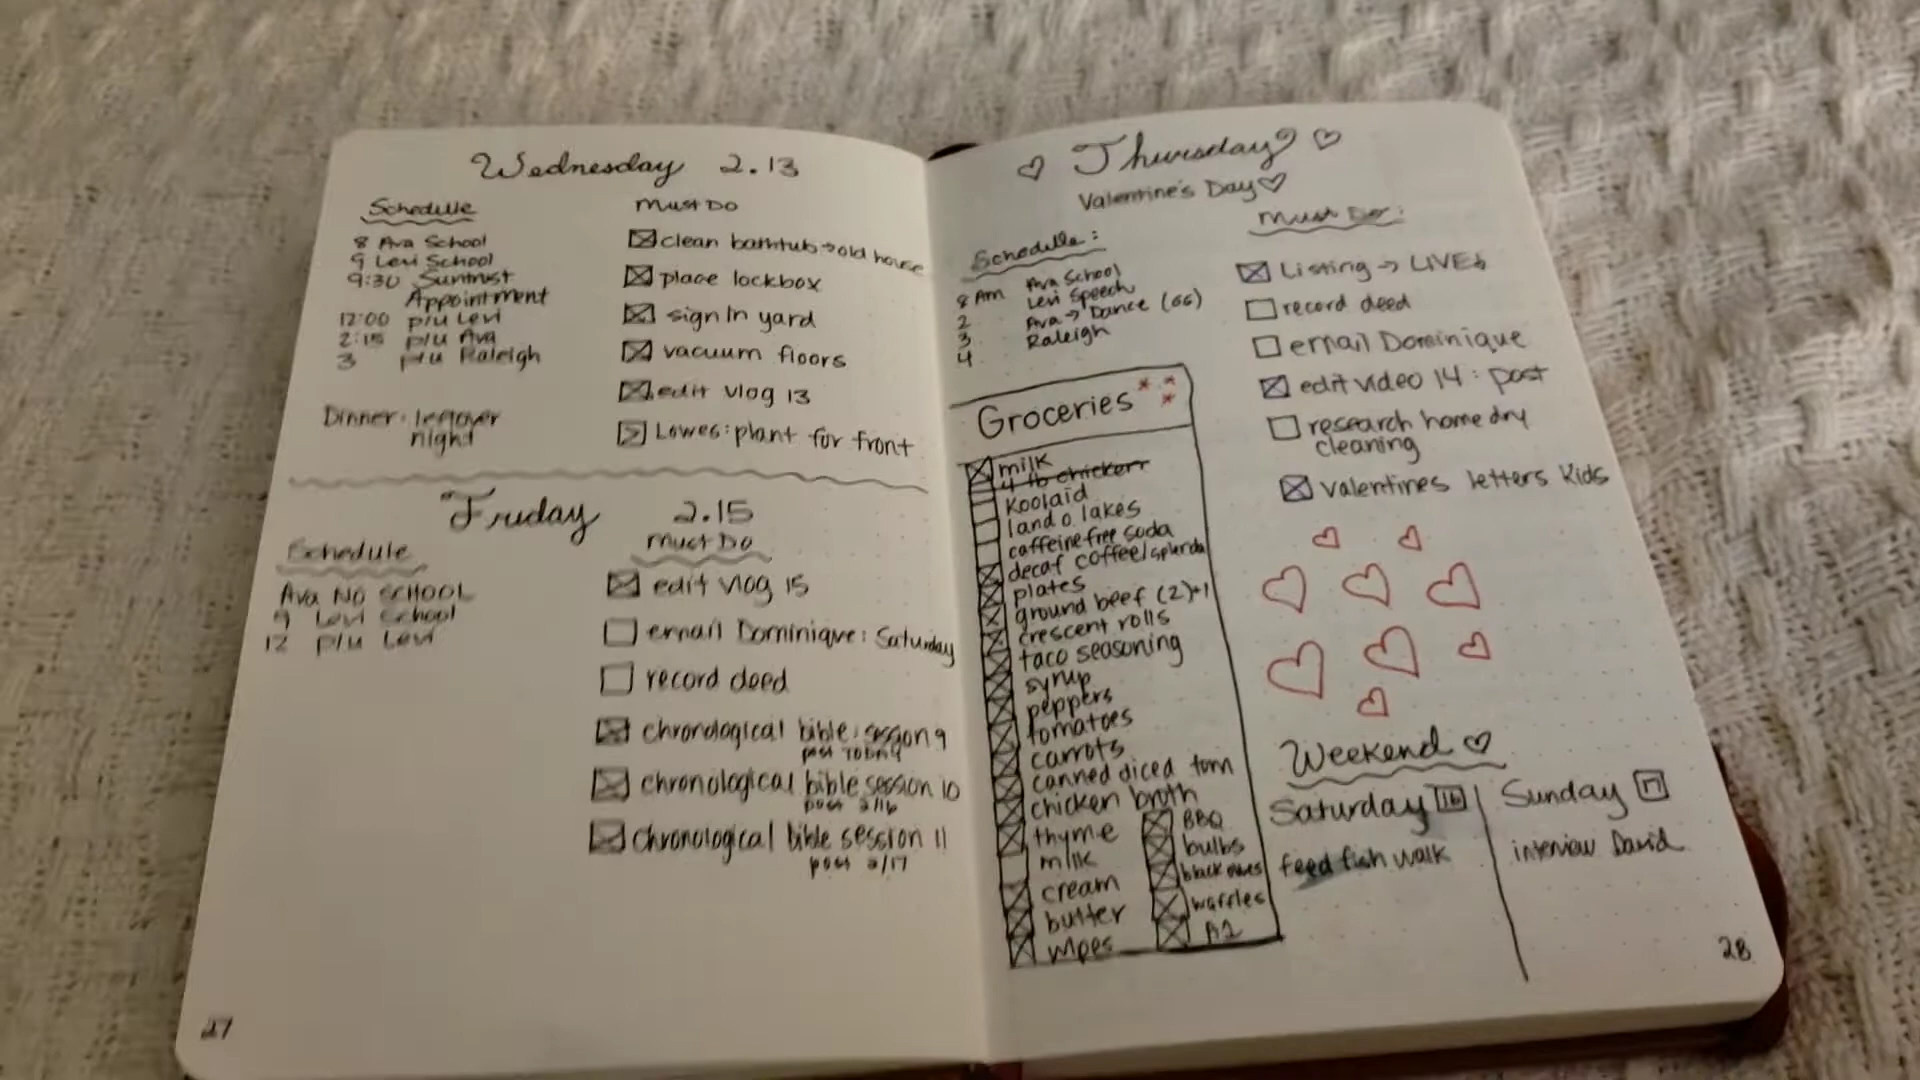 Wednesday 2.13
Schedule
8 Ava School
9 Levi School
9:30 Suntrust
Appointment
12:00 p/u Levi
2:15 p/u Ava
3 p/u Raleigh
Dinner: leftover
night
Must Do
clean bathtub → old house
place lockbox
sign in yard
vacuum floors
edit vlog 13
Lowes: plant for front
Friday 2.15
Schedule
Ava NO SCHOOL
9 Levi School
12 p/u Levi
Must Do
edit vlog 15
email Dominique: Saturday
record deed
chronological bible: session 9
post TODAY
chronological bible session 10
post 2/16
chronological bible session 11
post 2/17
27
Thursday
Valentine's Day
Schedule:
8 Am Ava School
2 Levi Speech
3 Ava → Dance
4 Raleigh
Groceries
milk
4 lb chicken
Koolaid
land o lakes
caffeine free soda
decaf coffee/splenda
plates
ground beef (2)+1
crescent rolls
taco seasoning
syrup
peppers
tomatoes
carrots
canned diced tom
chicken broth
thyme
milk
cream
butter
wipes
BBQ
bulbs
black
waffles
A1
Must Do:
Listing → LIVE
record deed
email Dominique
edit video 14: post
research home dry
cleaning
valentines letters Kids
Weekend
Saturday 16
feed fish walk
Sunday 17
interview David
28